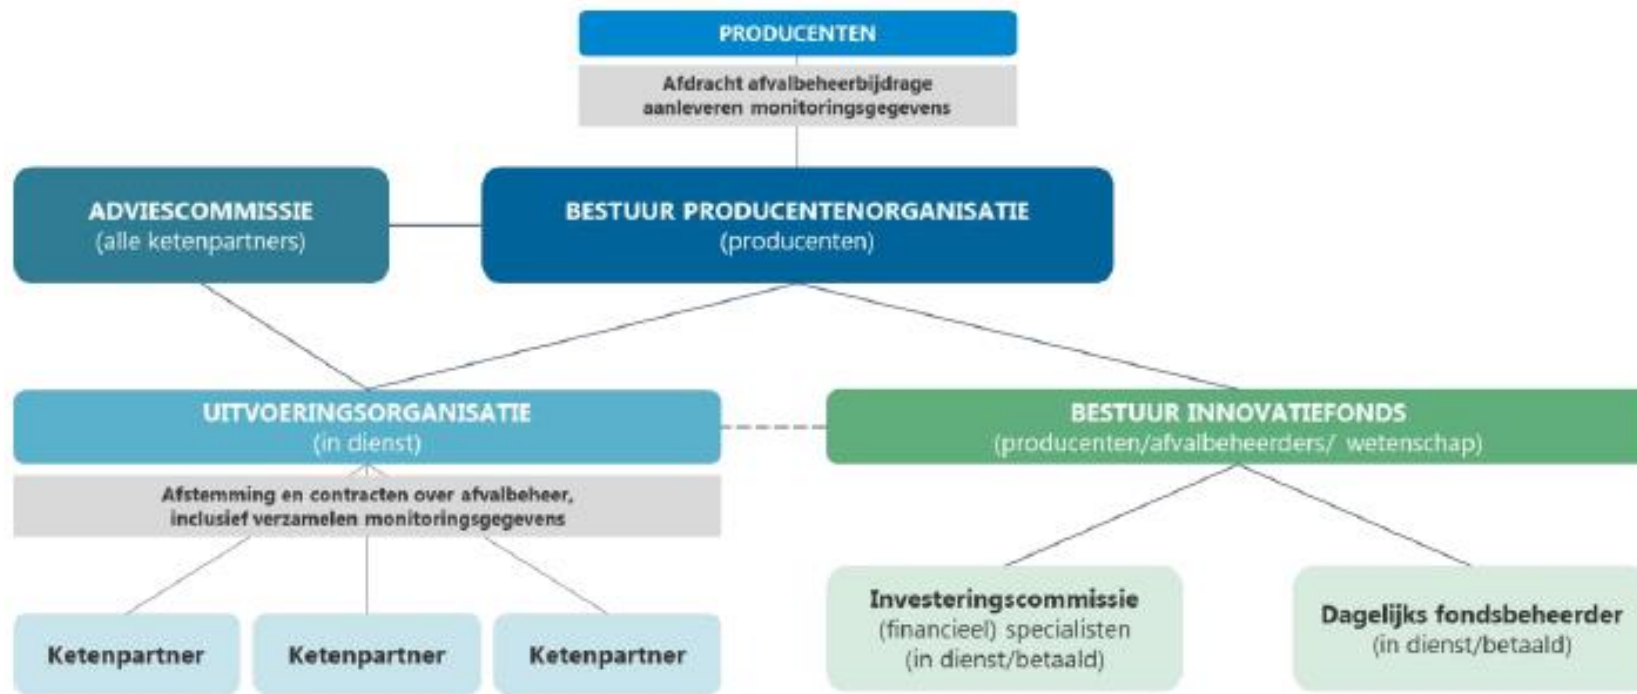 PRODUCENTEN
Afdracht afvalbeheerbijdrage
aanleveren monitoringsgegevens
ADVIESCOMMISSIE
(alle ketenpartners)
BESTUUR PRODUCENTENORGANISATIE
(producenten)
UITVOERINGSORGANISATIE
(in dienst)
BESTUUR INNOVATIEFONDS
(producenten/afvalbeheerders/ wetenschap)
Afstemming en contracten over afvalbeheer,
inclusief verzamelen monitoringsgegevens
Ketenpartner
Ketenpartner
Ketenpartner
Investeringscommissie
(financieel) specialisten
(in dienst/betaald)
Dagelijks fondsbeheerder
(in dienst/betaald)